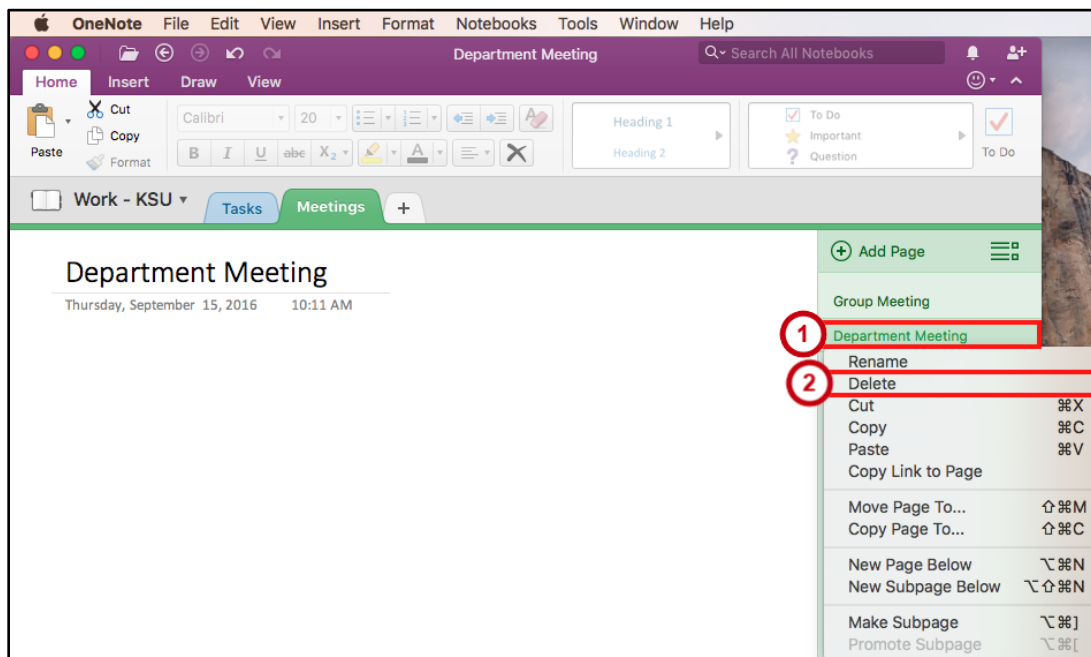 OneNote File Edit View Insert Format Notebooks Tools Window Help
Department Meeting
Search All Notebooks
Home Insert Draw View
Paste
Cut
Copy
Format
Calibri 20
B I U abc X2 A
Heading 1
Heading 2
To Do
Important
? Question
To Do
Work - KSU
Tasks
Meetings
+
Add Page
Department Meeting
Thursday, September 15, 2016 10:11 AM
Group Meeting
1
Department Meeting
Rename
2
Delete
Cut ⌘X
Copy ⌘C
Paste ⌘V
Copy Link to Page
Move Page To... ⇧⌘M
Copy Page To... ⇧⌘C
New Page Below ⌥⌘N
New Subpage Below ⌥⇧⌘N
Make Subpage ⌥⌘]
Promote Subpage ⌥⌘[